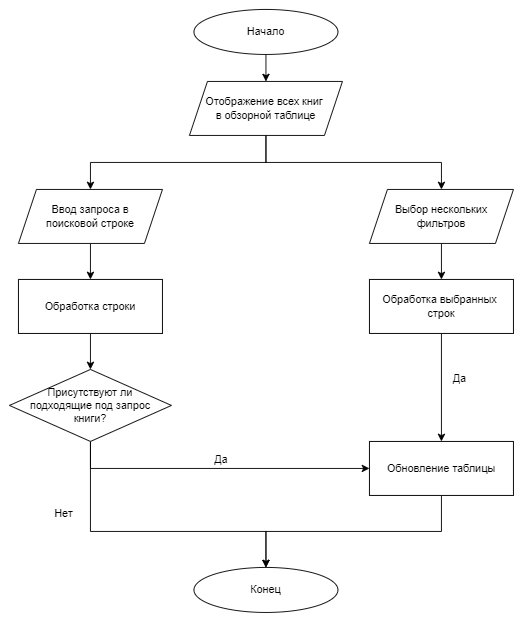 Начало
Отображение всех книг
в обзорной таблице
Ввод запроса в
поисковой строке
Выбор нескольких
фильтров
Обработка строки
Обработка выбранных
строк
Присутствуют ли
подходящие под запрос
книги?
Да
Да
Обновление таблицы
Нет
Конец